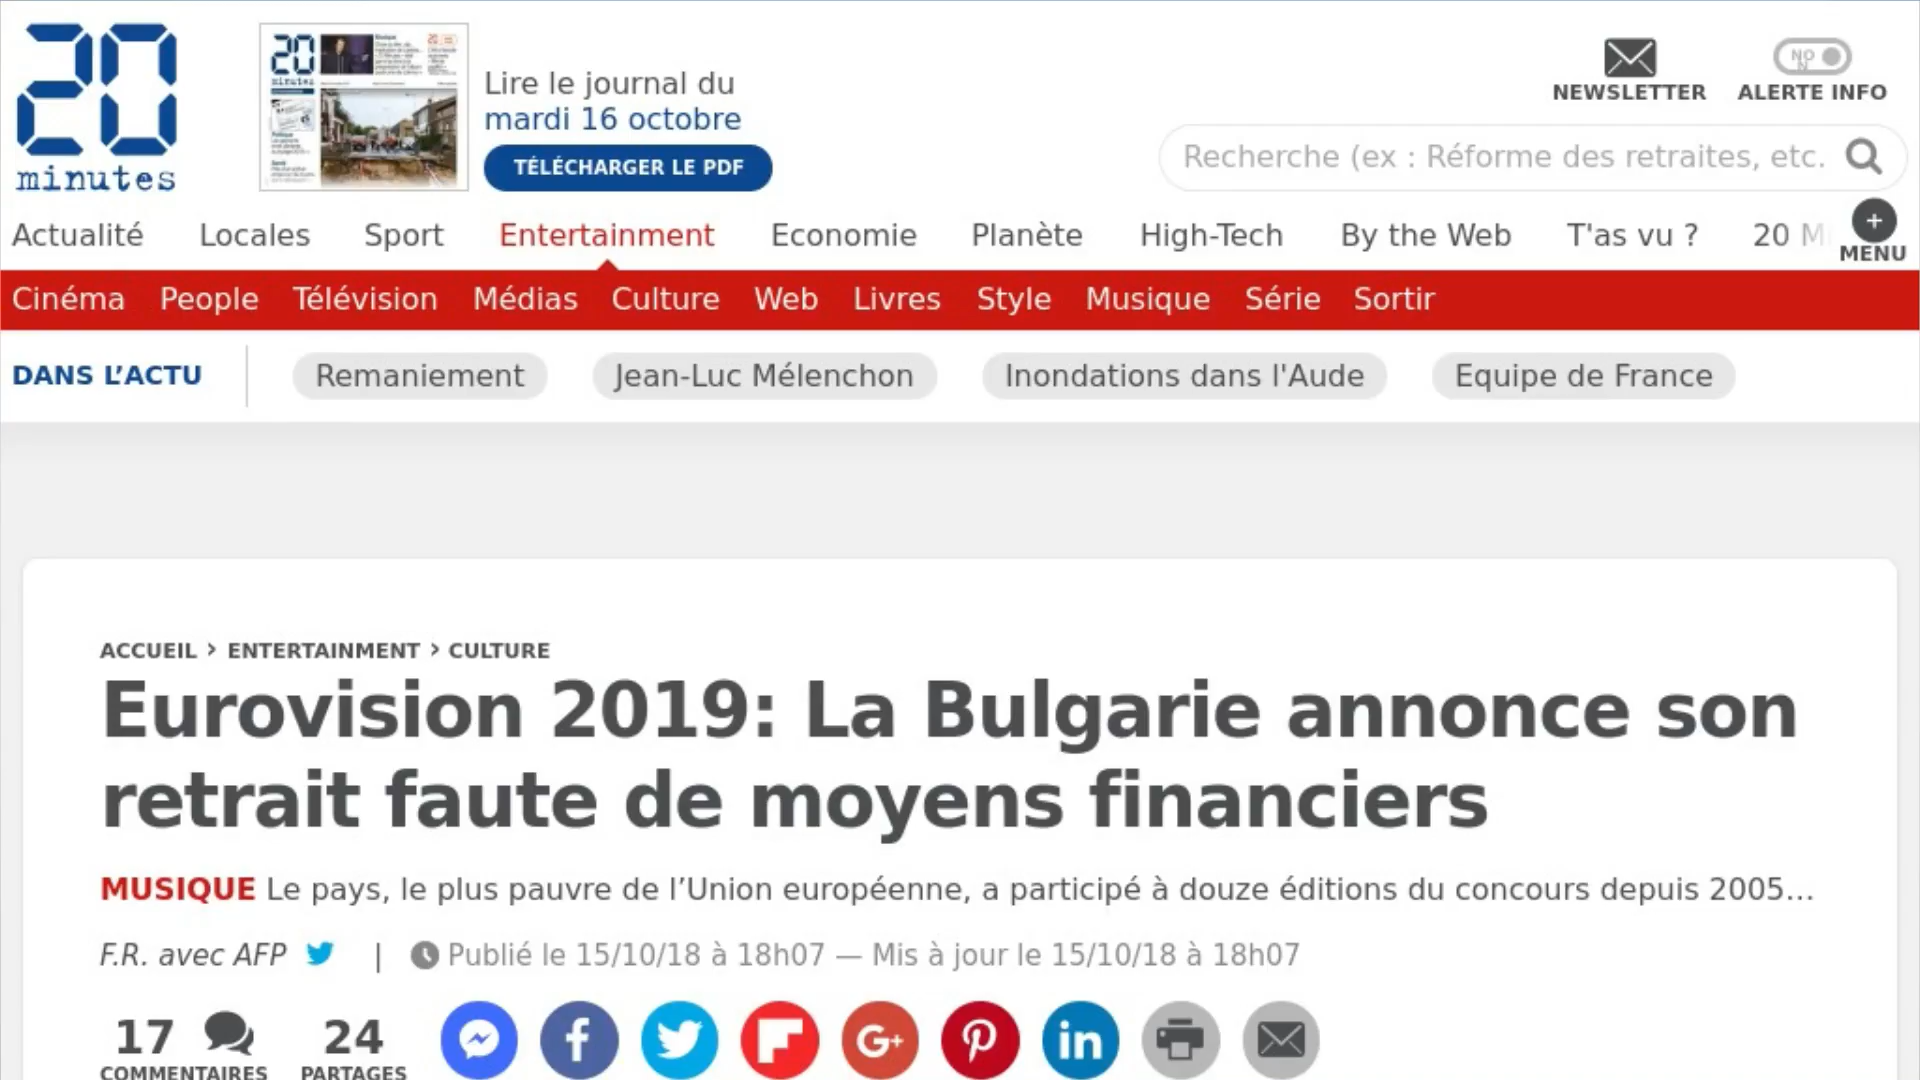 20
minutes
Lire le journal du
mardi 16 octobre
TÉLÉCHARGER LE PDF
NEWSLETTER
ALERTE INFO
Recherche (ex : Réforme des retraites, etc.
Actualité Locales Sport Entertainment Economie Planète High-Tech By the Web T'as vu ? 20 M
MENU
Cinéma People Télévision Médias Culture Web Livres Style Musique Série Sortir
DANS L’ACTU Remaniement Jean-Luc Mélenchon Inondations dans l'Aude Equipe de France
ACCUEIL › ENTERTAINMENT › CULTURE
Eurovision 2019: La Bulgarie annonce son
retrait faute de moyens financiers
MUSIQUE Le pays, le plus pauvre de l’Union européenne, a participé à douze éditions du concours depuis 2005...
F.R. avec AFP | Publié le 15/10/18 à 18h07 — Mis à jour le 15/10/18 à 18h07
17 24
COMMENTAIRES PARTAGES